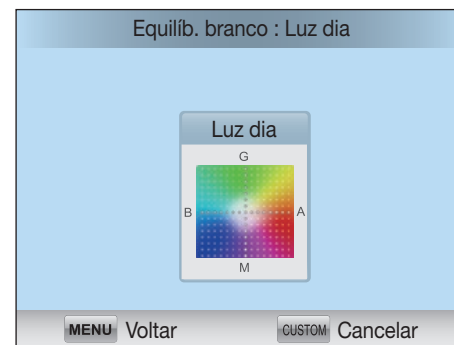 Equilíb. branco : Luz dia
Luz dia
G
B A
M
MENU Voltar CUSTOM Cancelar